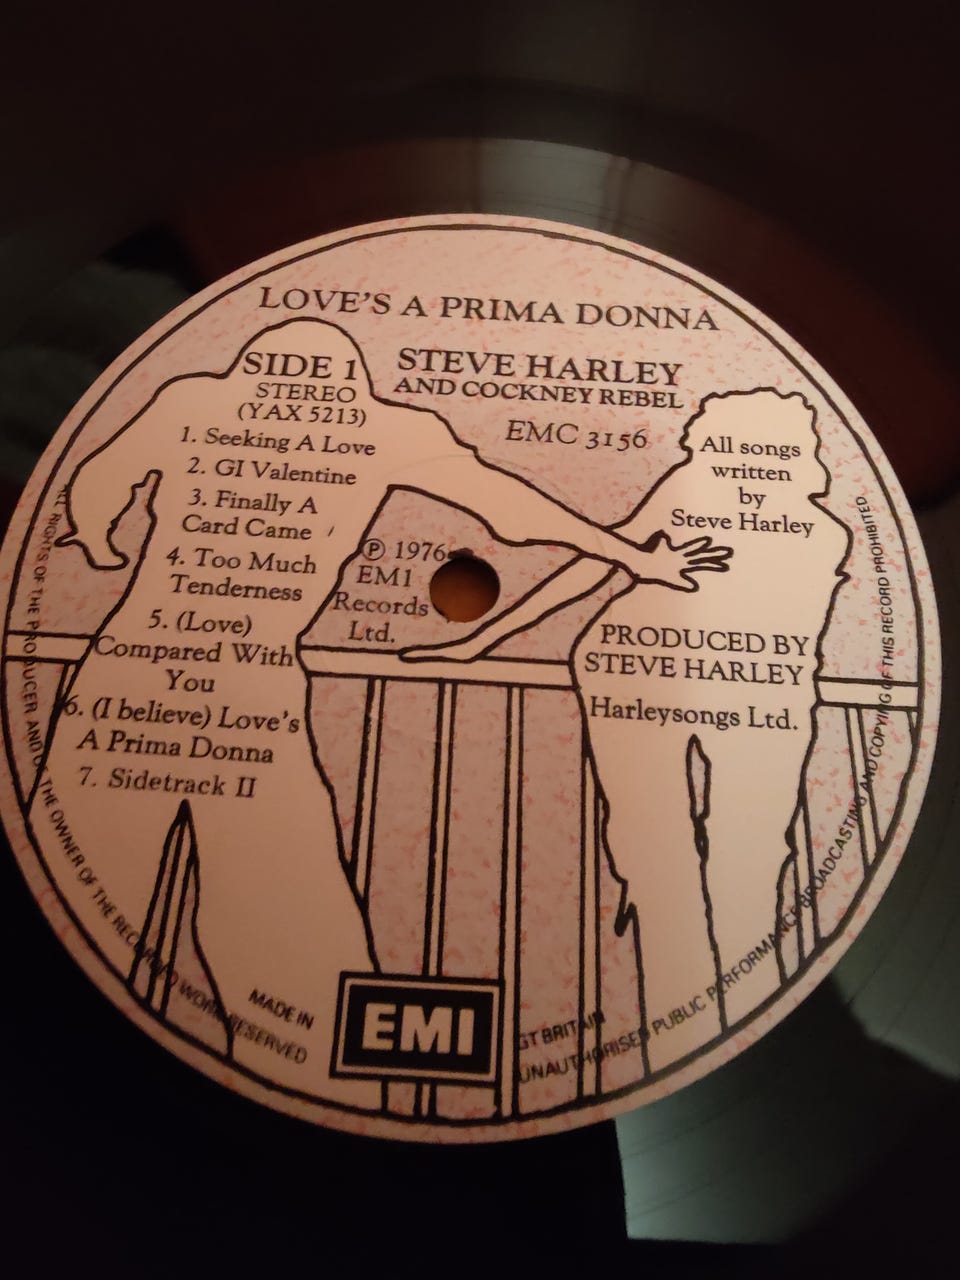 LOVE'S A PRIMA DONNA
STEVE HARLEY
AND COCKNEY REBEL
EMC 3156
SIDE 1
STEREO
(YAX 5213)
1. Seeking A Love
2. GI Valentine
3. Finally A
Card Came
4. Too Much
Tenderness
5. (Love)
Compared With
You
6. (I believe) Love's
A Prima Donna
7. Sidetrack II
℗ 1976
EMI
Records
Ltd.
All songs
written
by
Steve Harley
PRODUCED BY
STEVE HARLEY
Harleysongs Ltd.
EMI
MADE IN GT BRITAIN
ALL RIGHTS OF THE PRODUCER AND OF THE OWNER OF THE RECORDED WORK RESERVED
UNAUTHORISED PUBLIC PERFORMANCE BROADCASTING AND COPYING OF THIS RECORD PROHIBITED